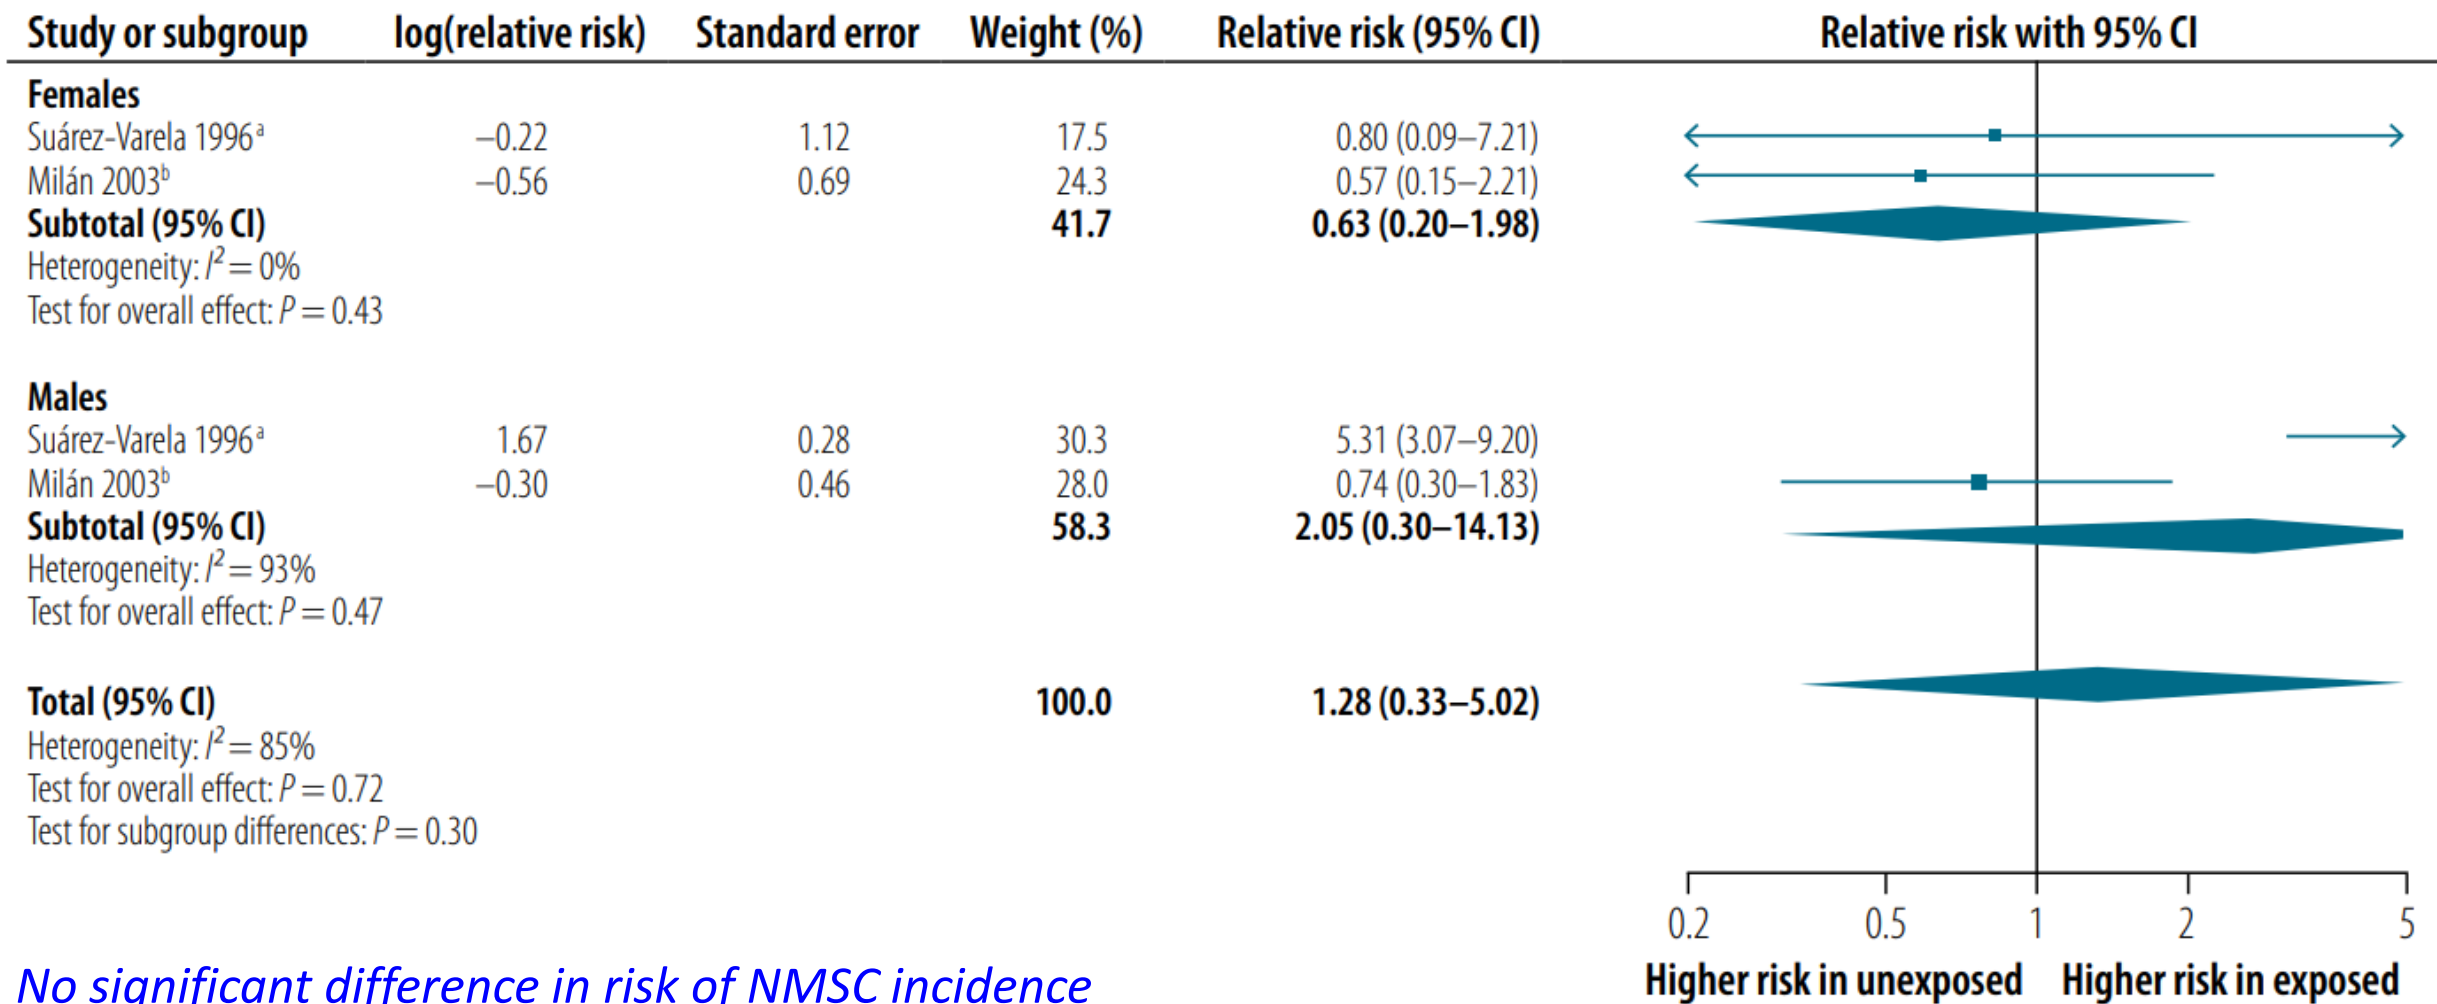 Study or subgroup log(relative risk) Standard error Weight (%) Relative risk (95% CI) Relative risk with 95% CI
Females
Suárez-Varela 1996ᵃ –0.22 1.12 17.5 0.80 (0.09–7.21)
Milán 2003ᵇ –0.56 0.69 24.3 0.57 (0.15–2.21)
Subtotal (95% CI) 41.7 0.63 (0.20–1.98)
Heterogeneity: I² = 0%
Test for overall effect: P = 0.43
Males
Suárez-Varela 1996ᵃ 1.67 0.28 30.3 5.31 (3.07–9.20)
Milán 2003ᵇ –0.30 0.46 28.0 0.74 (0.30–1.83)
Subtotal (95% CI) 58.3 2.05 (0.30–14.13)
Heterogeneity: I² = 93%
Test for overall effect: P = 0.47
Total (95% CI) 100.0 1.28 (0.33–5.02)
Heterogeneity: I² = 85%
Test for overall effect: P = 0.72
Test for subgroup differences: P = 0.30
0.2 0.5 1 2 5
Higher risk in unexposed Higher risk in exposed
No significant difference in risk of NMSC incidence